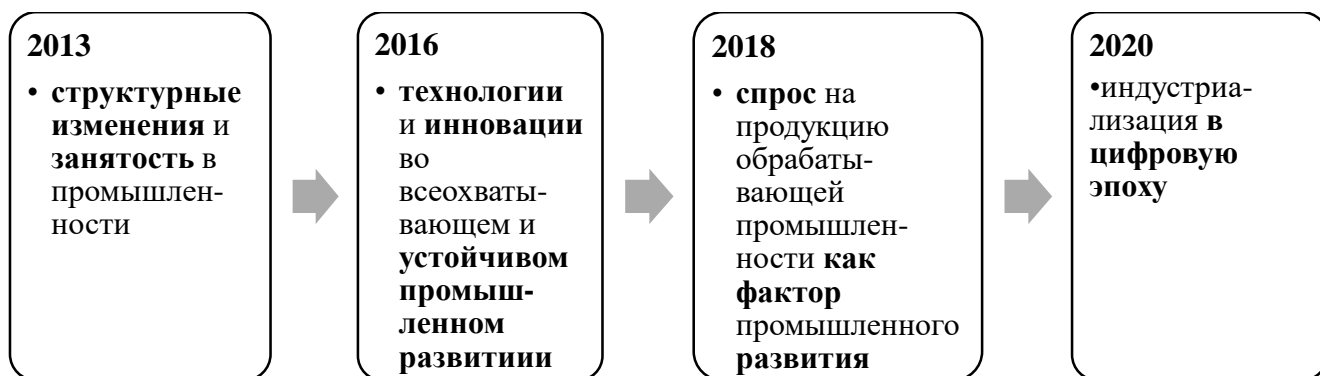 2013
• структурные
изменения и
занятость в
промышлен-
ности
2016
• технологии
и инновации
во
всеохваты-
вающем и
устойчивом
промыш-
ленном
развитиии
2018
• спрос на
продукцию
обрабаты-
вающей
промышлен-
ности как
фактор
промышленного
развития
2020
•индустриа-
лизация в
цифровую
эпоху